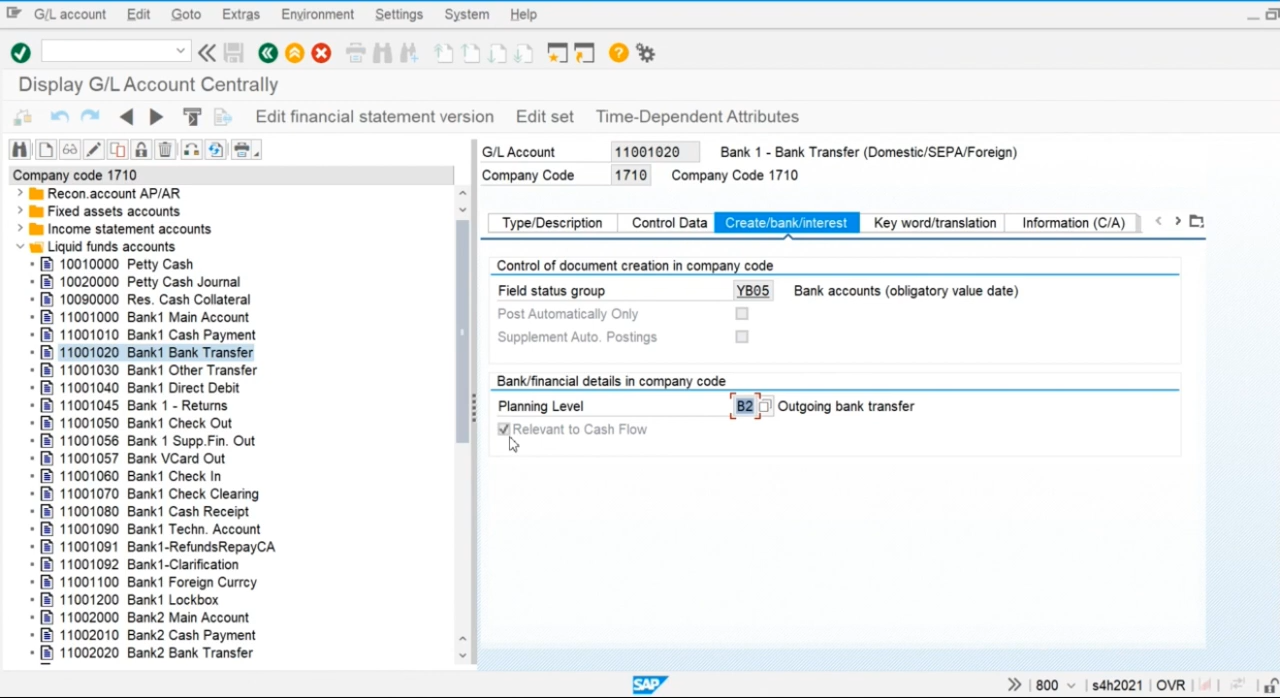 G/L account Edit Goto Extras Environment Settings System Help
Display G/L Account Centrally
Edit financial statement version Edit set Time-Dependent Attributes
Company code 1710
Recon.account AP/AR
Fixed assets accounts
Income statement accounts
Liquid funds accounts
10010000 Petty Cash
10020000 Petty Cash Journal
10090000 Res. Cash Collateral
11001000 Bank1 Main Account
11001010 Bank1 Cash Payment
11001020 Bank1 Bank Transfer
11001030 Bank1 Other Transfer
11001040 Bank1 Direct Debit
11001045 Bank 1 - Returns
11001050 Bank1 Check Out
11001056 Bank 1 Supp.Fin. Out
11001057 Bank VCard Out
11001060 Bank1 Check In
11001070 Bank1 Check Clearing
11001080 Bank1 Cash Receipt
11001090 Bank1 Techn. Account
11001091 Bank1-RefundsRepayCA
11001092 Bank1-Clarification
11001100 Bank1 Foreign Currcy
11001200 Bank1 Lockbox
11002000 Bank2 Main Account
11002010 Bank2 Cash Payment
11002020 Bank2 Bank Transfer
G/L Account 11001020 Bank 1 - Bank Transfer (Domestic/SEPA/Foreign)
Company Code 1710 Company Code 1710
Type/Description Control Data Create/bank/interest Key word/translation Information (C/A)
Control of document creation in company code
Field status group YB05 Bank accounts (obligatory value date)
Post Automatically Only
Supplement Auto. Postings
Bank/financial details in company code
Planning Level B2 Outgoing bank transfer
Relevant to Cash Flow
SAP 800 s4h2021 OVR